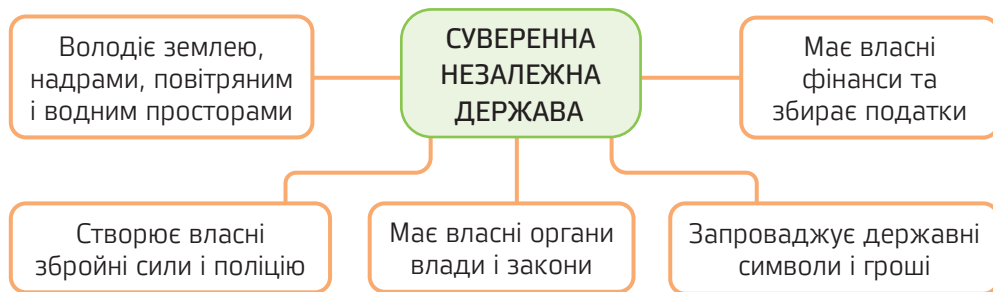 Володіє землею,
надрами, повітряним
і водним просторами
СУВЕРЕННА
НЕЗАЛЕЖНА
ДЕРЖАВА
Має власні
фінанси та
збирає податки
Створює власні
збройні сили і поліцію
Має власні органи
влади і закони
Запроваджує державні
символи і гроші